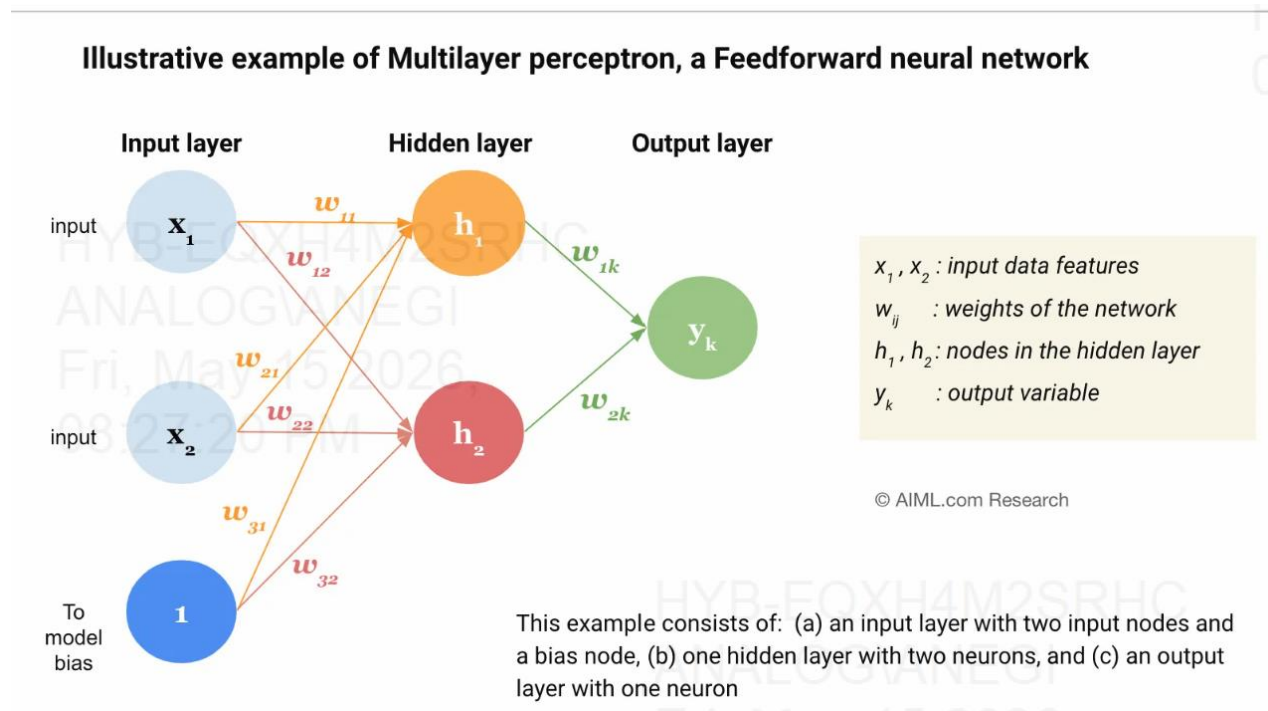 Illustrative example of Multilayer perceptron, a Feedforward neural network
Input layer
Hidden layer
Output layer
input
x1
w11
h1
w12
w1k
yk
w21
input
x2
w22
h2
w2k
w31
w32
To
model
bias
1
x1 , x2 : input data features
wij : weights of the network
h1 , h2 : nodes in the hidden layer
yk : output variable
© AIML.com Research
This example consists of: (a) an input layer with two input nodes and
a bias node, (b) one hidden layer with two neurons, and (c) an output
layer with one neuron
HYB-EQXH4M2SRHC
ANALOG\ANEGI
Fri, May 15 2026,
08:27:20 PM
HYB-EQXH4M2SRHC
ANALOG\ANEGI